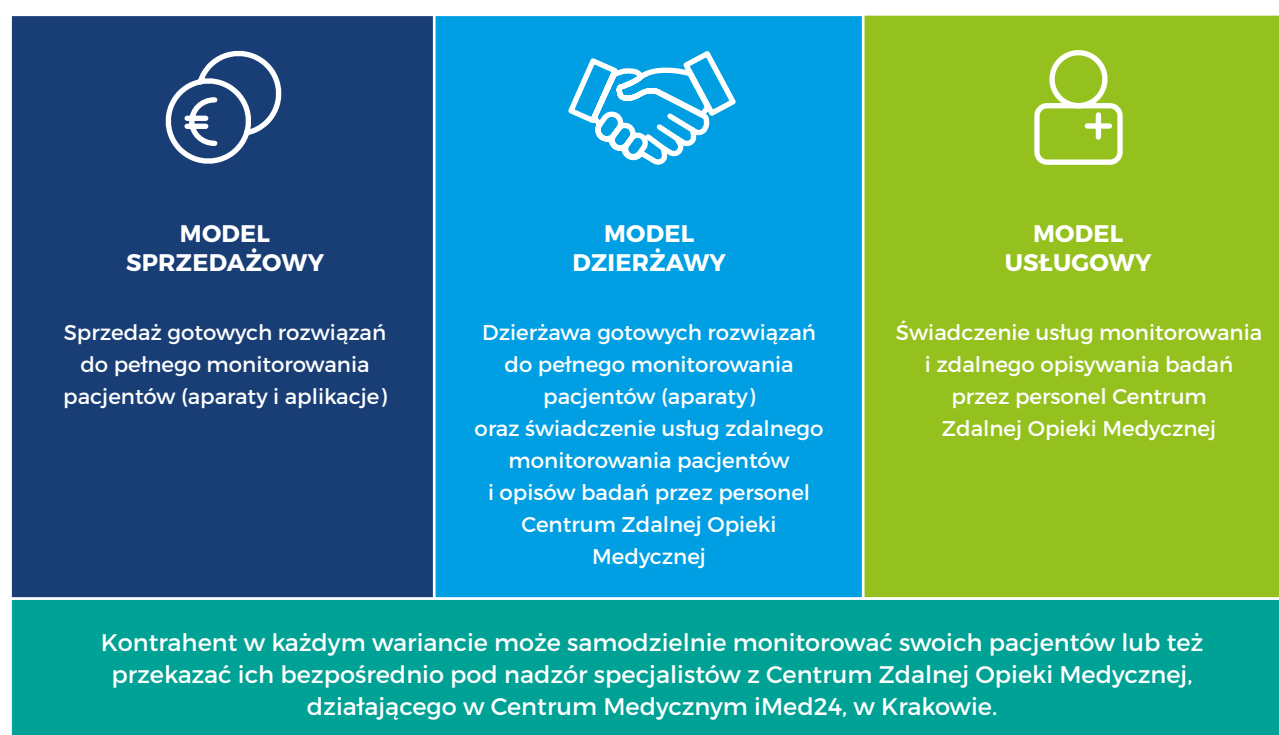 €
MODEL
SPRZEDAŻOWY
Sprzedaż gotowych rozwiązań
do pełnego monitorowania
pacjentów (aparaty i aplikacje)
MODEL
DZIERŻAWY
Dzierżawa gotowych rozwiązań
do pełnego monitorowania
pacjentów (aparaty)
oraz świadczenie usług zdalnego
monitorowania pacjentów
i opisów badań przez personel
Centrum Zdalnej Opieki
Medycznej
MODEL
USŁUGOWY
Świadczenie usług monitorowania
i zdalnego opisywania badań
przez personel Centrum
Zdalnej Opieki Medycznej
Kontrahent w każdym wariancie może samodzielnie monitorować swoich pacjentów lub też
przekazać ich bezpośrednio pod nadzór specjalistów z Centrum Zdalnej Opieki Medycznej,
działającego w Centrum Medycznym iMed24, w Krakowie.